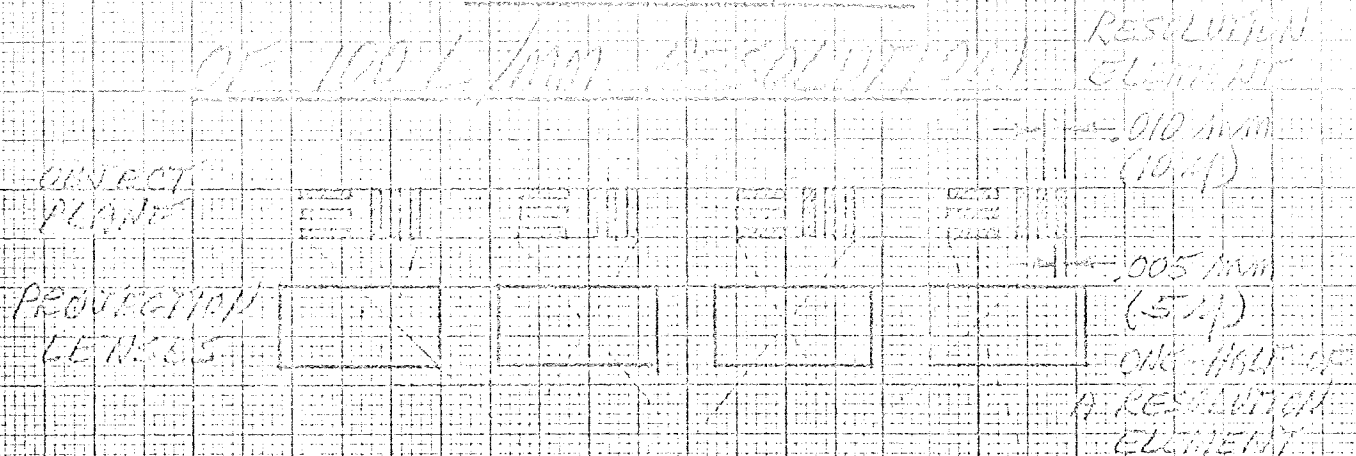 OF 100 L/MM RESOLUTION
RESOLUTION
ELEMENT
.010 MM
(10 μ)
OBJECT
PLANE
.005 MM
(5 μ)
ONE-HALF OF
A RESOLUTION
ELEMENT
PROJECTION
LENSES